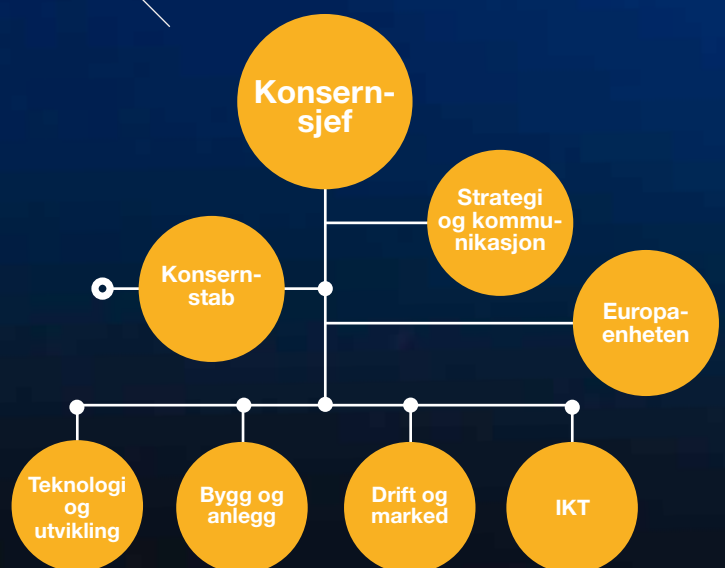 Konsern-
sjef
Strategi
og kommu-
nikasjon
Konsern-
stab
Europa-
enheten
Teknologi
og
utvikling
Bygg og
anlegg
Drift og
marked
IKT